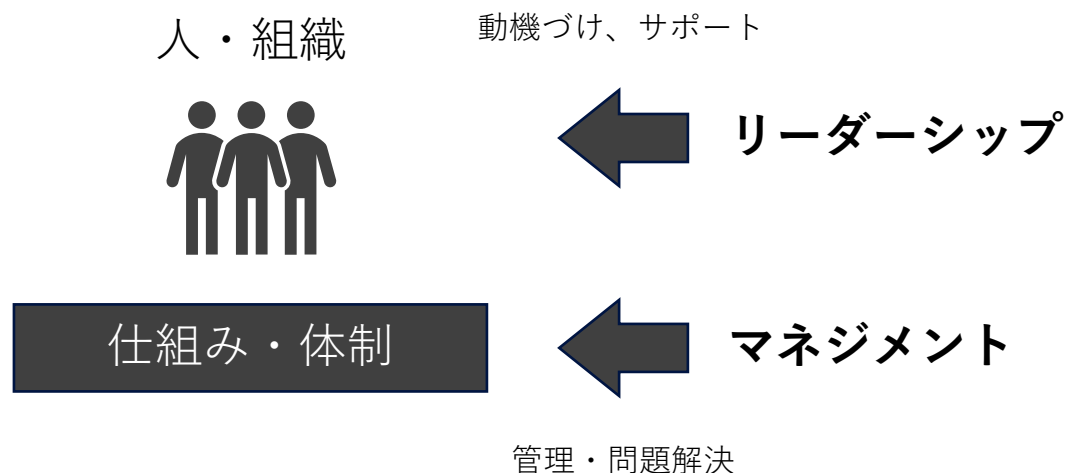 人・組織
動機づけ、サポート
リーダーシップ
仕組み・体制
マネジメント
管理・問題解決